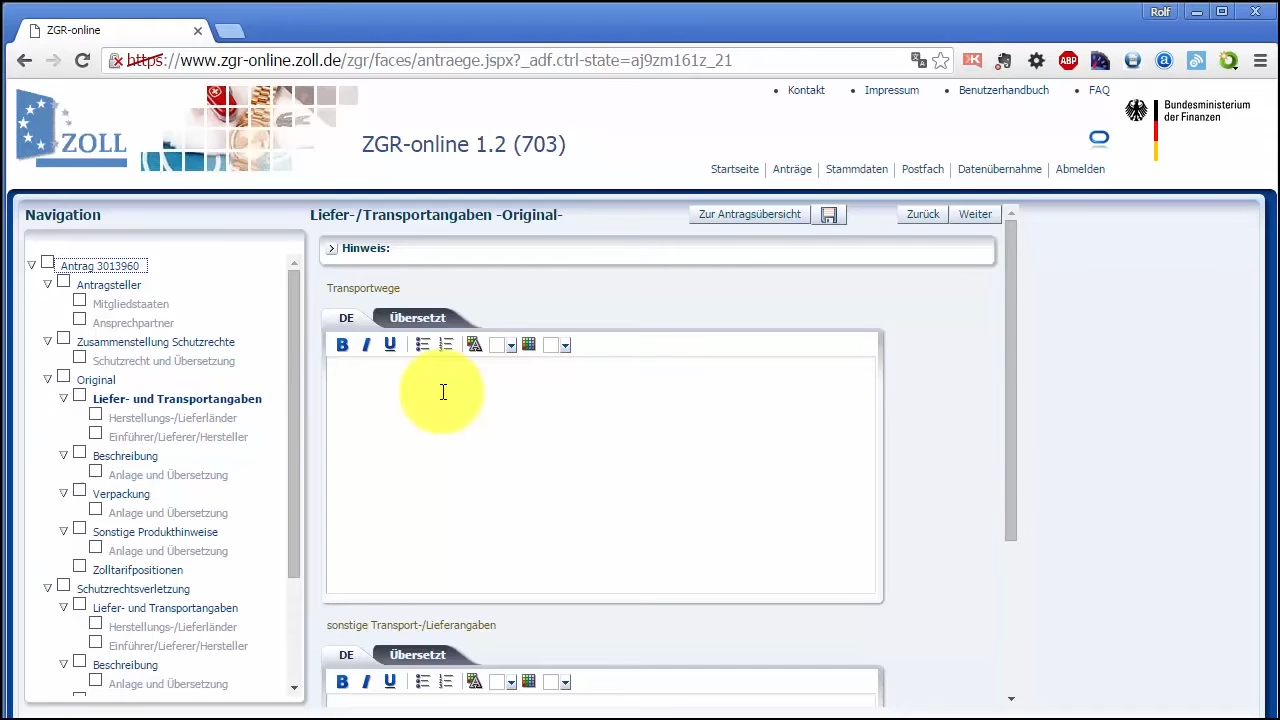 Rolf
ZGR-online
https://www.zgr-online.zoll.de/zgr/faces/antraege.jspx?_adf.ctrl-state=aj9zm161z_21
ABP
Kontakt
Impressum
Benutzerhandbuch
FAQ
ZOLL
ZGR-online 1.2 (703)
Bundesministerium
der Finanzen
Startseite
Anträge
Stammdaten
Postfach
Datenübernahme
Abmelden
Navigation
Antrag 3013960
Antragsteller
Mitgliedstaaten
Ansprechpartner
Zusammenstellung Schutzrechte
Schutzrecht und Übersetzung
Original
Liefer- und Transportangaben
Herstellungs-/Lieferländer
Einführer/Lieferer/Hersteller
Beschreibung
Anlage und Übersetzung
Verpackung
Anlage und Übersetzung
Sonstige Produkthinweise
Anlage und Übersetzung
Zolltarifpositionen
Schutzrechtsverletzung
Liefer- und Transportangaben
Herstellungs-/Lieferländer
Einführer/Lieferer/Hersteller
Beschreibung
Anlage und Übersetzung
Liefer-/Transportangaben -Original-
Zur Antragsübersicht
Zurück
Weiter
Hinweis:
Transportwege
DE Übersetzt
B I U
sonstige Transport-/Lieferangaben
DE Übersetzt
B I U